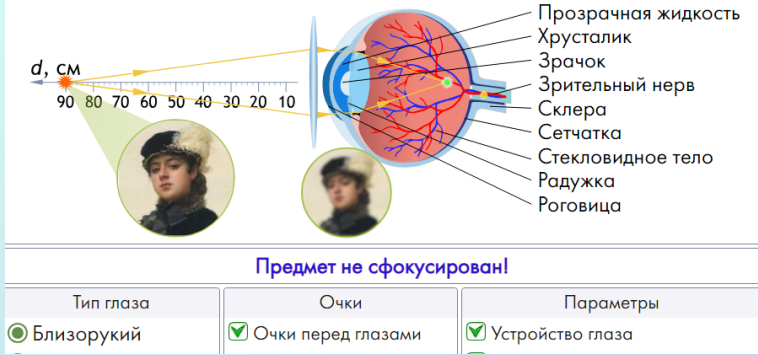 Прозрачная жидкость
Хрусталик
Зрачок
Зрительный нерв
Склера
Сетчатка
Стекловидное тело
Радужка
Роговица
d, см
90 80 70 60 50 40 30 20 10
Предмет не сфокусирован!
Тип глаза
Очки
Параметры
Близорукий
Очки перед глазами
Устройство глаза